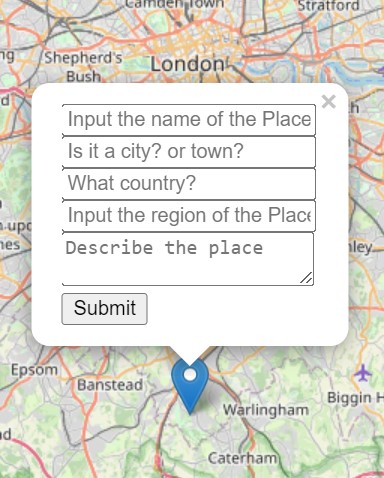 Camden Town
Stratford
Shepherd's
Bush
London
×
Input the name of the Place
Is it a city? or town?
What country?
Input the region of the Place
Describe the place
Submit
Epsom
Banstead
Warlingham
Biggin H
Caterham